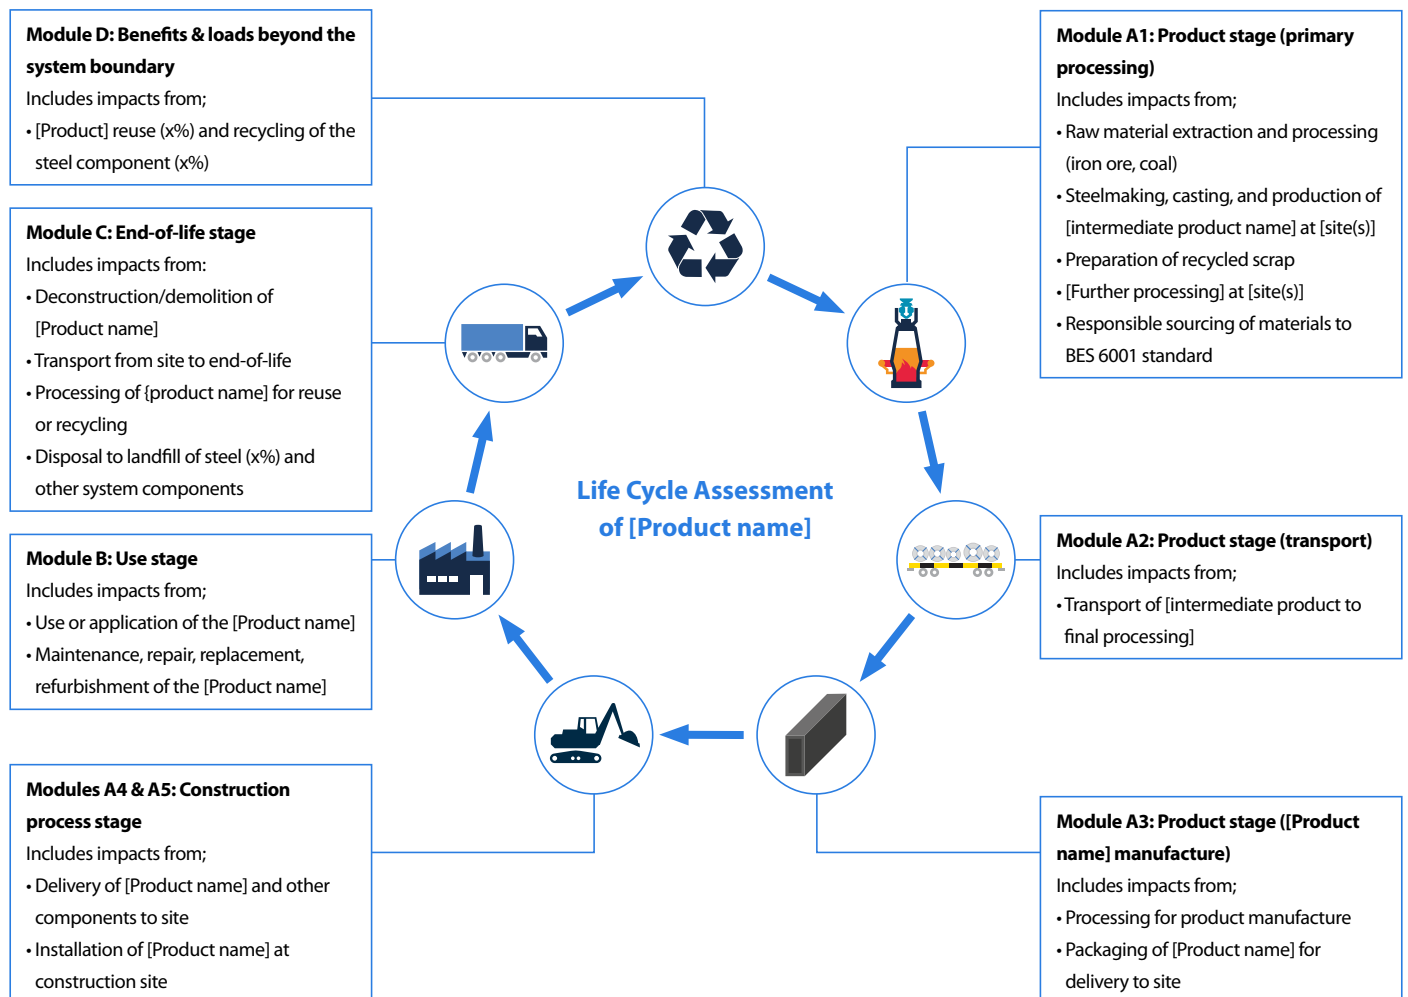 Module D: Benefits & loads beyond the
system boundary
Includes impacts from;
• [Product] reuse (x%) and recycling of the
steel component (x%)
Module C: End-of-life stage
Includes impacts from:
• Deconstruction/demolition of
[Product name]
• Transport from site to end-of-life
• Processing of {product name] for reuse
or recycling
• Disposal to landfill of steel (x%) and
other system components
Module B: Use stage
Includes impacts from;
• Use or application of the [Product name]
• Maintenance, repair, replacement,
refurbishment of the [Product name]
Modules A4 & A5: Construction
process stage
Includes impacts from;
• Delivery of [Product name] and other
components to site
• Installation of [Product name] at
construction site
Life Cycle Assessment
of [Product name]
Module A1: Product stage (primary
processing)
Includes impacts from;
• Raw material extraction and processing
(iron ore, coal)
• Steelmaking, casting, and production of
[intermediate product name] at [site(s)]
• Preparation of recycled scrap
• [Further processing] at [site(s)]
• Responsible sourcing of materials to
BES 6001 standard
Module A2: Product stage (transport)
Includes impacts from;
• Transport of [intermediate product to
final processing]
Module A3: Product stage ([Product
name] manufacture)
Includes impacts from;
• Processing for product manufacture
• Packaging of [Product name] for
delivery to site